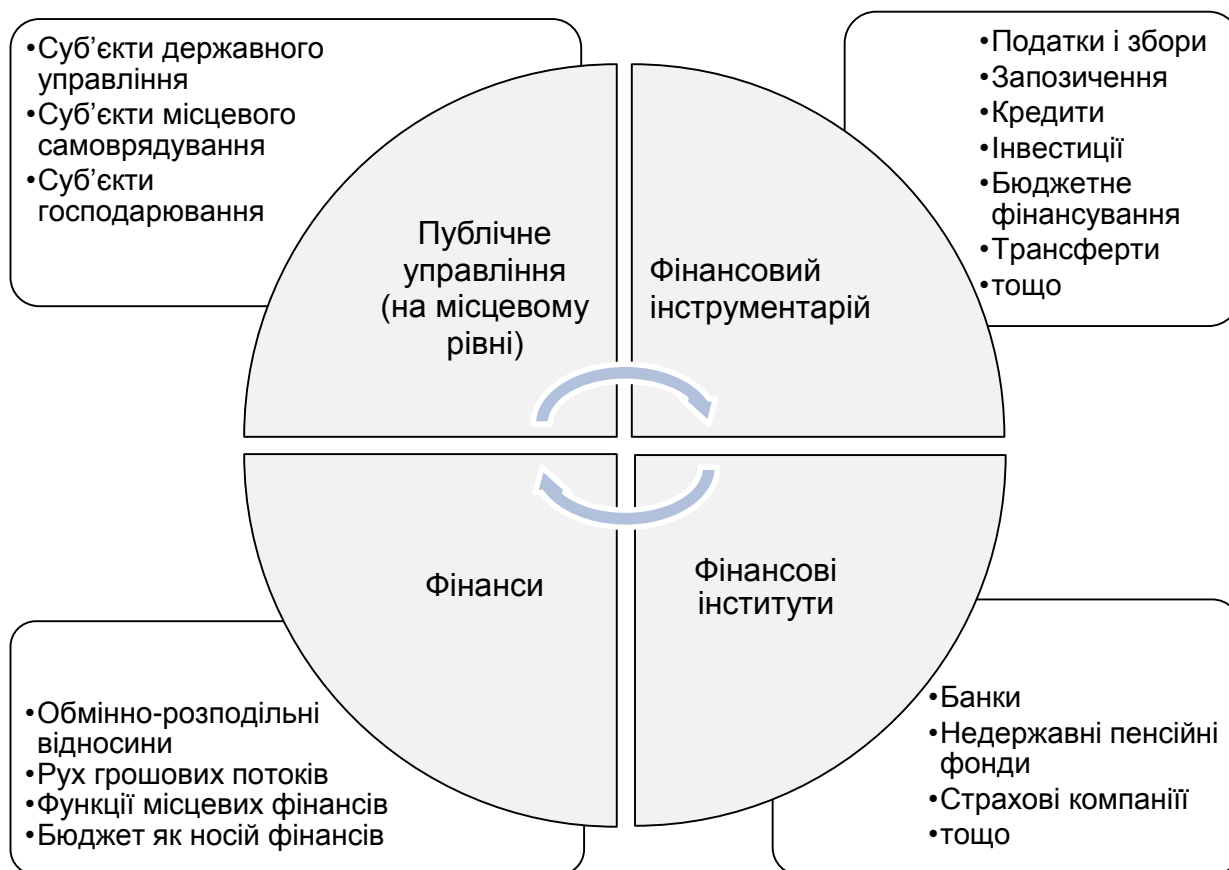 •Суб’єкти державного
управління
•Суб’єкти місцевого
самоврядування
•Суб’єкти
господарювання
•Податки і збори
•Запозичення
•Кредити
•Інвестиції
•Бюджетне
фінансування
•Трансферти
•тощо
Публічне
управління
(на місцевому
рівні)
Фінансовий
інструментарій
Фінанси
Фінансові
інститути
•Обмінно-розподільні
відносини
•Рух грошових потоків
•Функції місцевих фінансів
•Бюджет як носій фінансів
•Банки
•Недержавні пенсійні
фонди
•Страхові компаніїї
•тощо